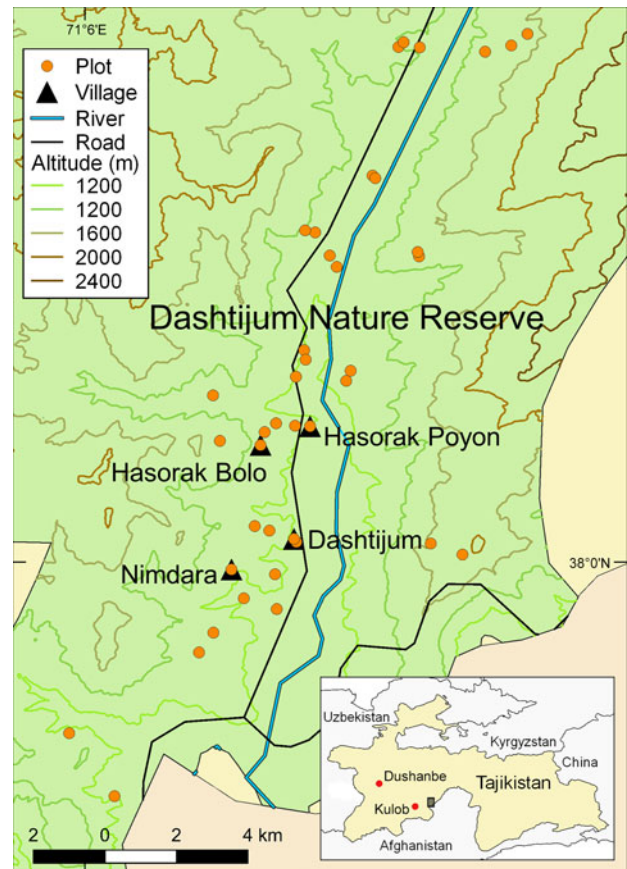 71°6'E
Plot
Village
River
Road
Altitude (m)
1200
1200
1600
2000
2400
Dashtijum Nature Reserve
Hasorak Poyon
Hasorak Bolo
Dashtijum
Nimdara
38°0'N
2 0 2 4 km
Uzbekistan
Kyrgyzstan
China
Dushanbe
Tajikistan
Kulob
Afghanistan